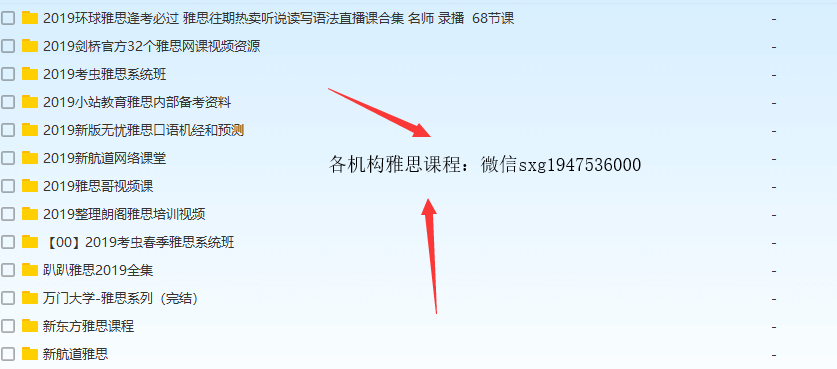 2019环球雅思逢考必过 雅思往期热卖听说读写语法直播课合集 名师 录播 68节课 -
2019剑桥官方32个雅思网课视频资源 -
2019考虫雅思系统班 -
2019小站教育雅思内部备考资料 -
2019新版无忧雅思口语机经和预测 -
2019新航道网络课堂 -
各机构雅思课程：微信sxg1947536000
2019雅思哥视频课 -
2019整理朗阁雅思培训视频 -
【00】2019考虫春季雅思系统班 -
趴趴雅思2019全集 -
万门大学-雅思系列（完结） -
新东方雅思课程 -
新航道雅思 -